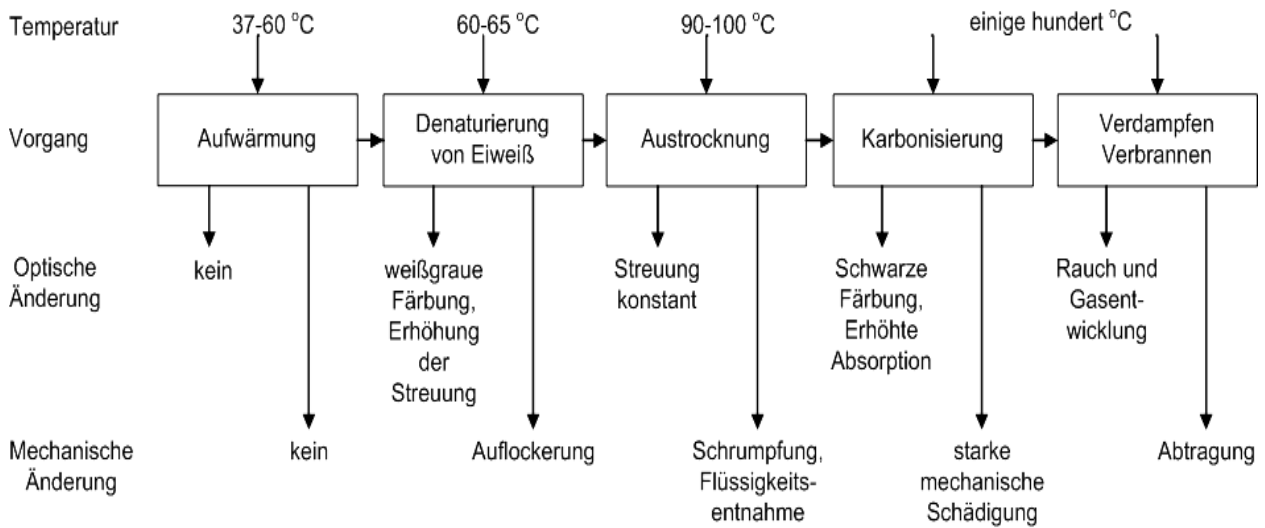 Temperatur
37-60 °C
60-65 °C
90-100 °C
einige hundert °C
Vorgang
Aufwärmung
Denaturierung
von Eiweiß
Austrocknung
Karbonisierung
Verdampfen
Verbrannen
Optische
Änderung
kein
weißgraue
Färbung,
Erhöhung
der
Streuung
Streuung
konstant
Schwarze
Färbung,
Erhöhte
Absorption
Rauch und
Gasent-
wicklung
Mechanische
Änderung
kein
Auflockerung
Schrumpfung,
Flüssigkeits-
entnahme
starke
mechanische
Schädigung
Abtragung